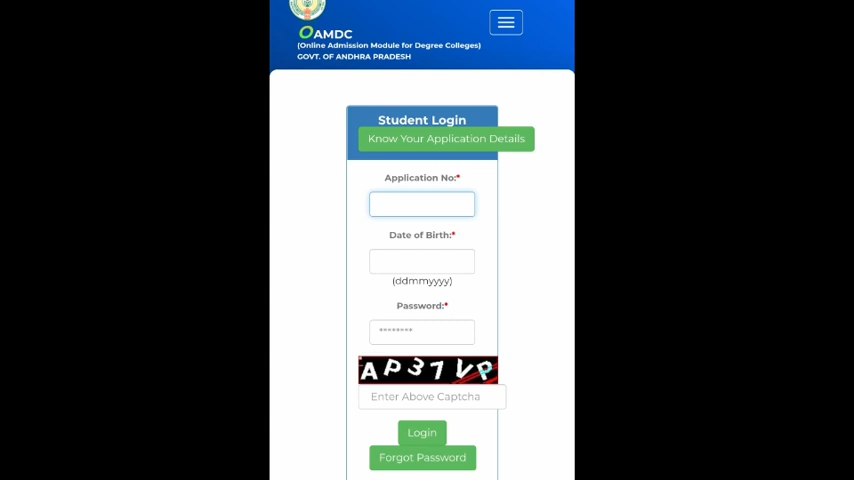 OAMDC
(Online Admission Module for Degree Colleges)
GOVT. OF ANDHRA PRADESH
Student Login
Know Your Application Details
Application No:*
Date of Birth:*
(ddmmyyyy)
Password:*
********
AP37VP
Enter Above Captcha
Login
Forgot Password